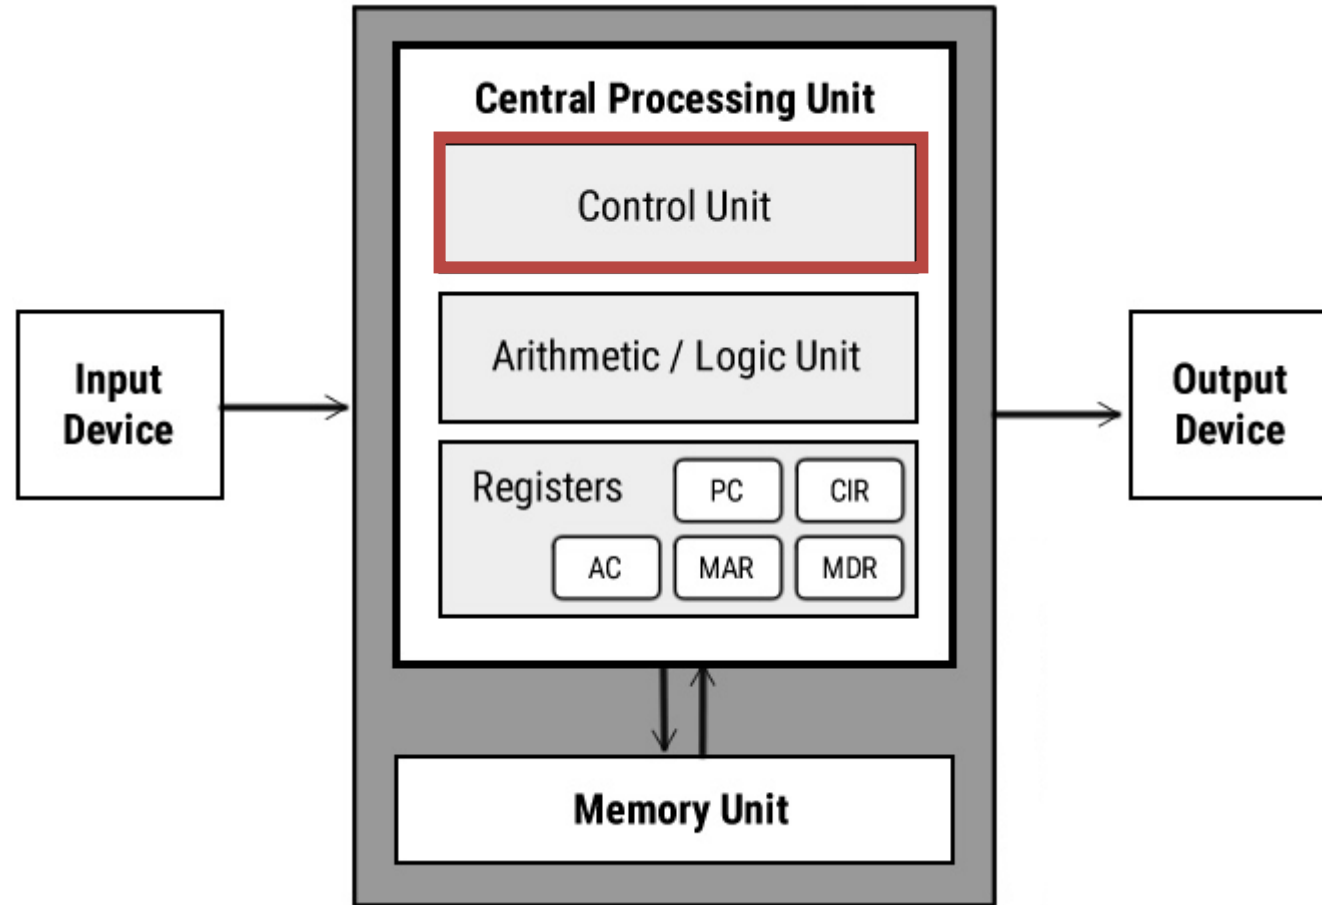 Central Processing Unit
Control Unit
Arithmetic / Logic Unit
Input
Device
Output
Device
Registers
PC
CIR
AC
MAR
MDR
Memory Unit